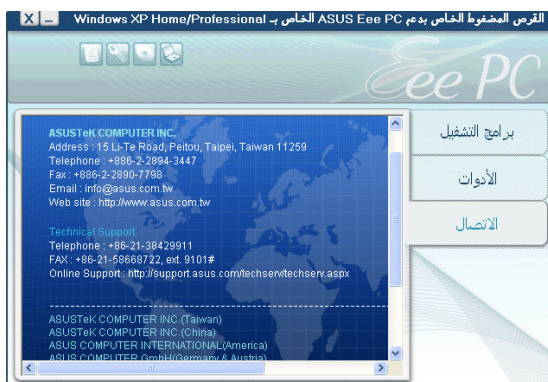 القرص المضغوط الخاص بدعم ASUS Eee PC الخاص بـ Windows XP Home/Professional
Eee PC
برامج التشغيل
الأدوات
الاتصال
ASUSTeK COMPUTER INC.
Address : 15 Li-Te Road, Peitou, Taipei, Taiwan 11259
Telephone : +886-2-2894-3447
Fax : +886-2-2890-7798
Email : info@asus.com.tw
Web site : http://www.asus.com.tw
Technical Support
Telephone : +86-21-38429911
FAX : +86-21-58668722, ext. 9101#
Online Support : http://support.asus.com/techserv/techserv.aspx
ASUSTeK COMPUTER INC.(Taiwan)
ASUSTeK COMPUTER INC.(China)
ASUS COMPUTER INTERNATIONAL(America)
ASUS COMPUTER GmbH(Germany & Austria)